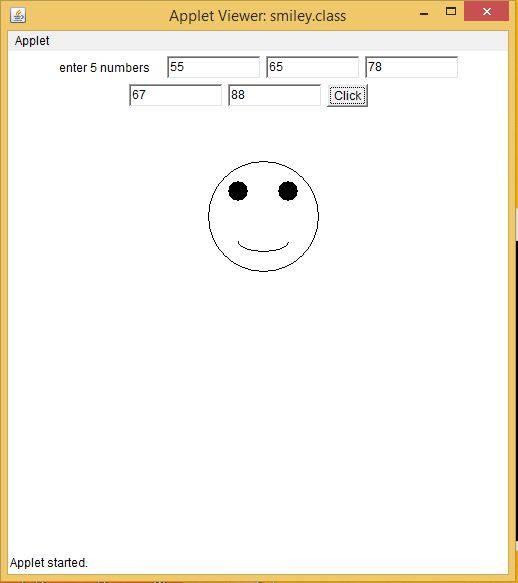 Applet Viewer: smiley.class
Applet
enter 5 numbers 55 65 78
67 88 Click
Applet started.